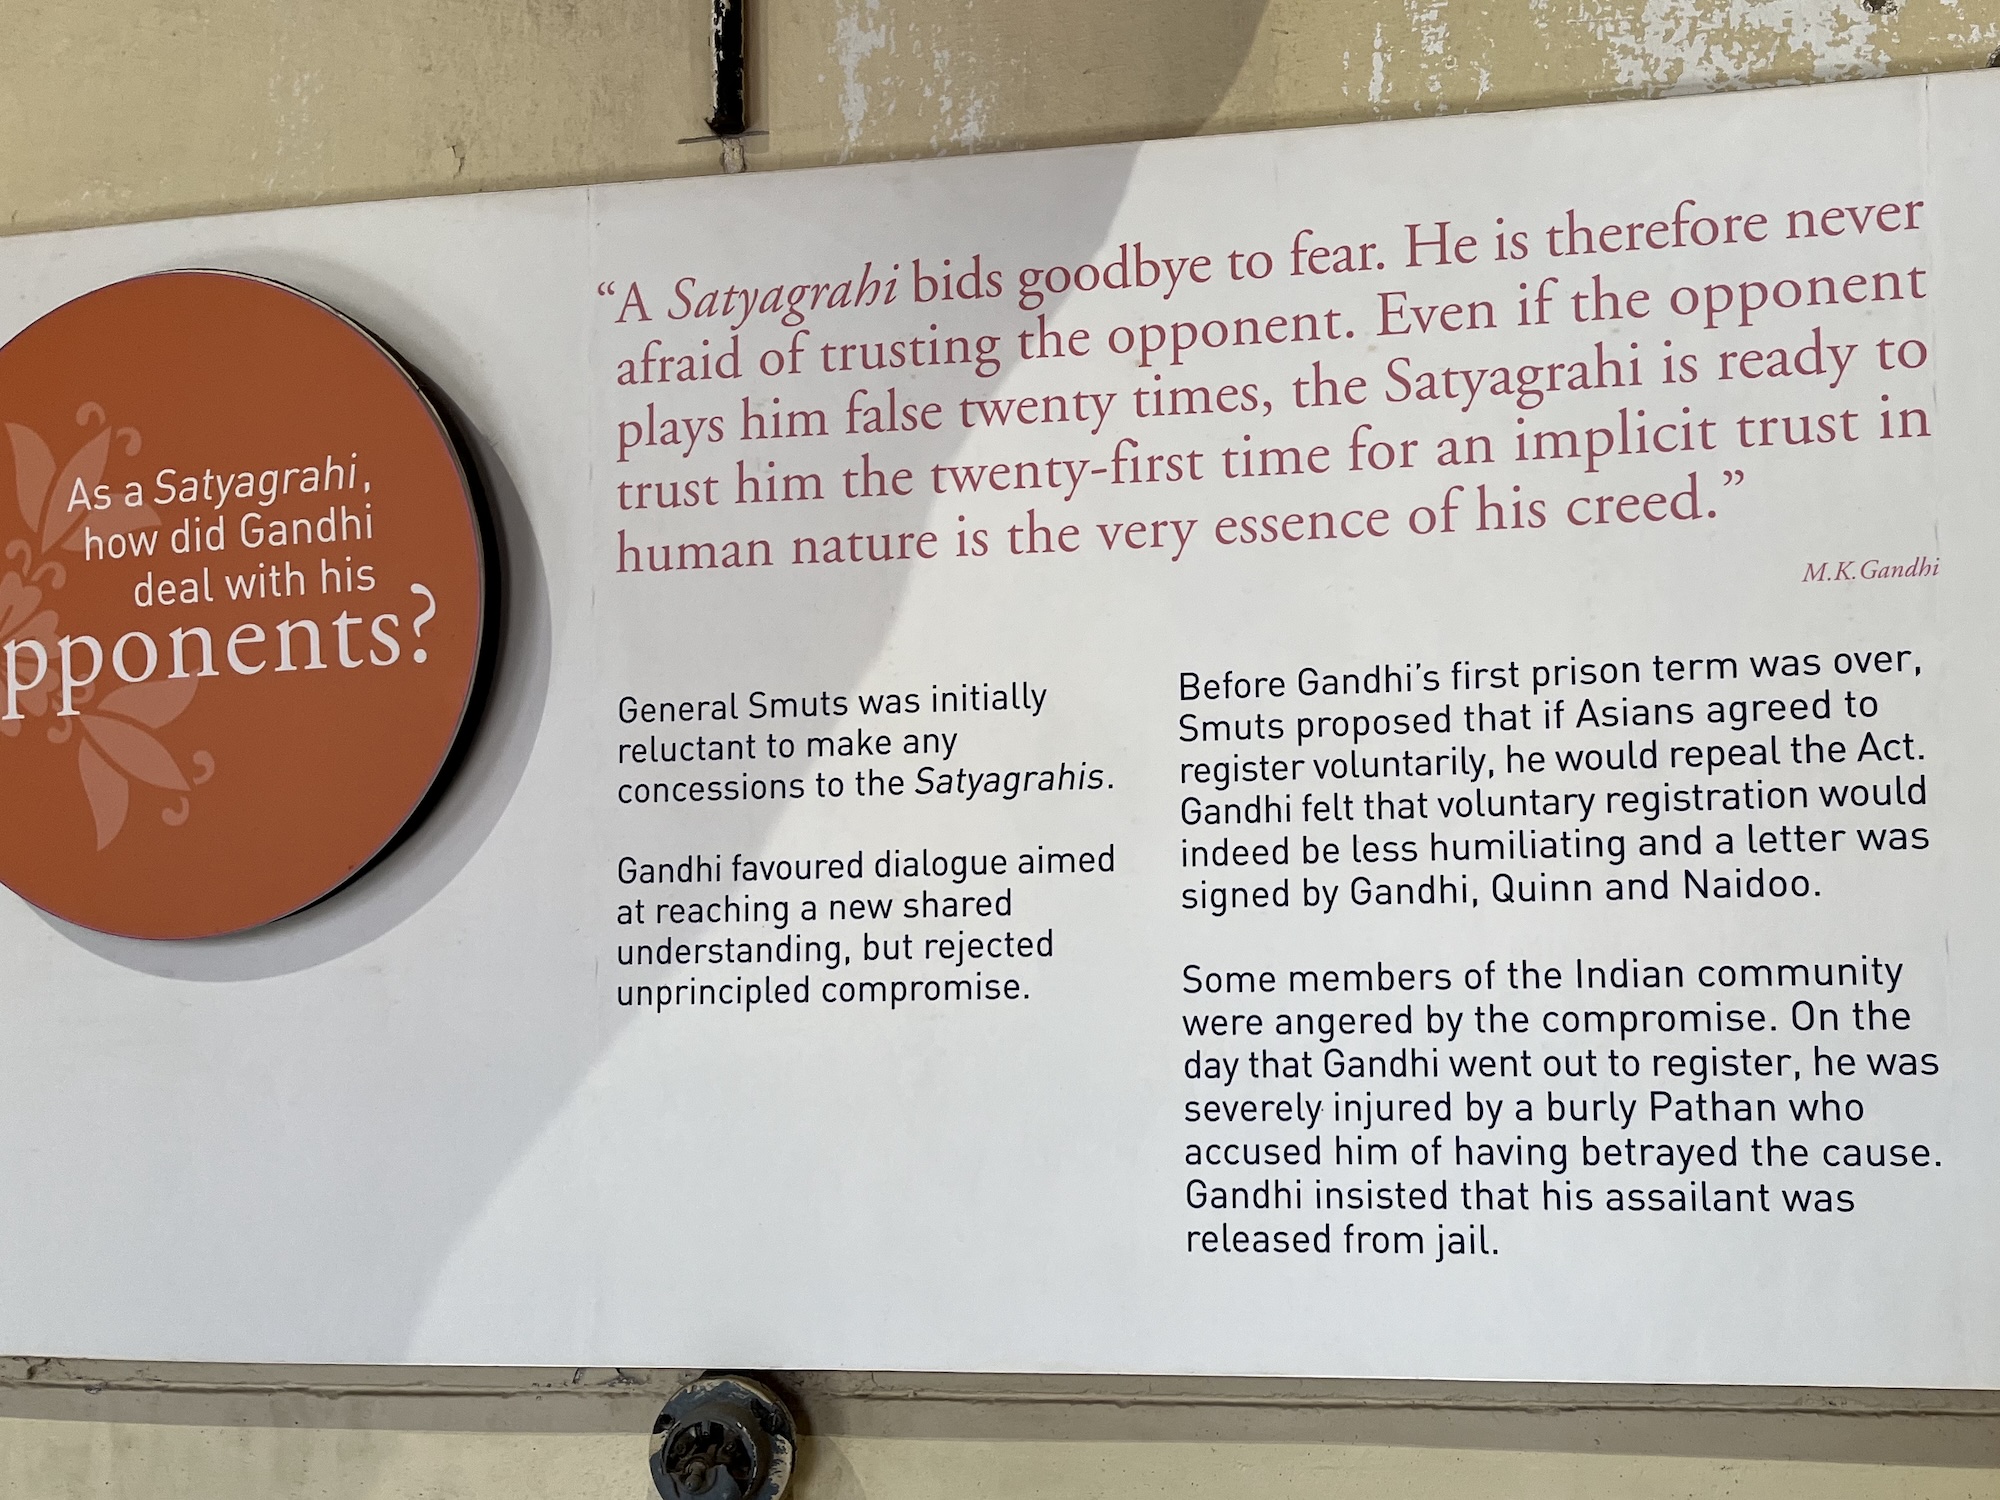 As a Satyagrahi,
how did Gandhi
deal with his
pponents?
“A Satyagrahi bids goodbye to fear. He is therefore never
afraid of trusting the opponent. Even if the opponent
plays him false twenty times, the Satyagrahi is ready to
trust him the twenty-first time for an implicit trust in
human nature is the very essence of his creed.”
M.K.Gandhi
General Smuts was initially
reluctant to make any
concessions to the Satyagrahis.
Gandhi favoured dialogue aimed
at reaching a new shared
understanding, but rejected
unprincipled compromise.
Before Gandhi’s first prison term was over,
Smuts proposed that if Asians agreed to
register voluntarily, he would repeal the Act.
Gandhi felt that voluntary registration would
indeed be less humiliating and a letter was
signed by Gandhi, Quinn and Naidoo.
Some members of the Indian community
were angered by the compromise. On the
day that Gandhi went out to register, he was
severely injured by a burly Pathan who
accused him of having betrayed the cause.
Gandhi insisted that his assailant was
released from jail.